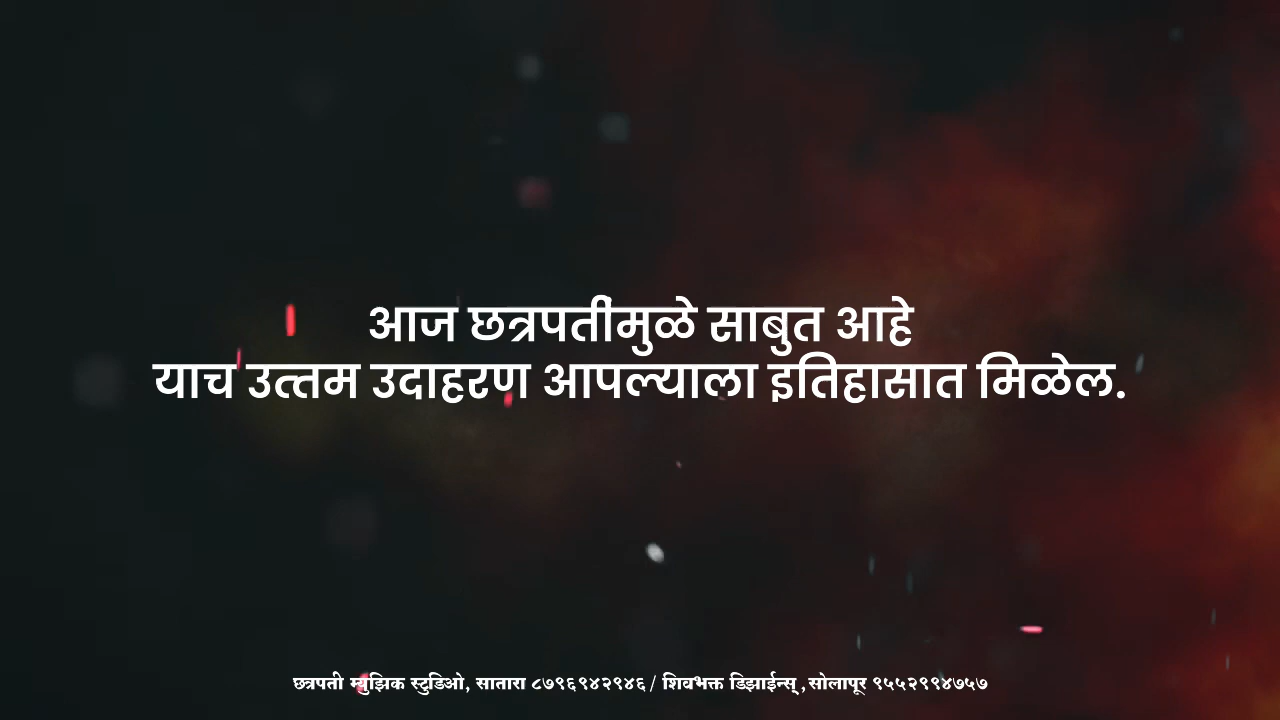 आज छत्रपतींमुळे साबुत आहे
याच उत्तम उदाहरण आपल्याला इतिहासात मिळेल.
छत्रपती म्युझिक स्टुडिओ, सातारा ८७९६९४२९४६ / शिवभक्त डिझाईन्स् , सोलापूर ९५५२९९४७५७